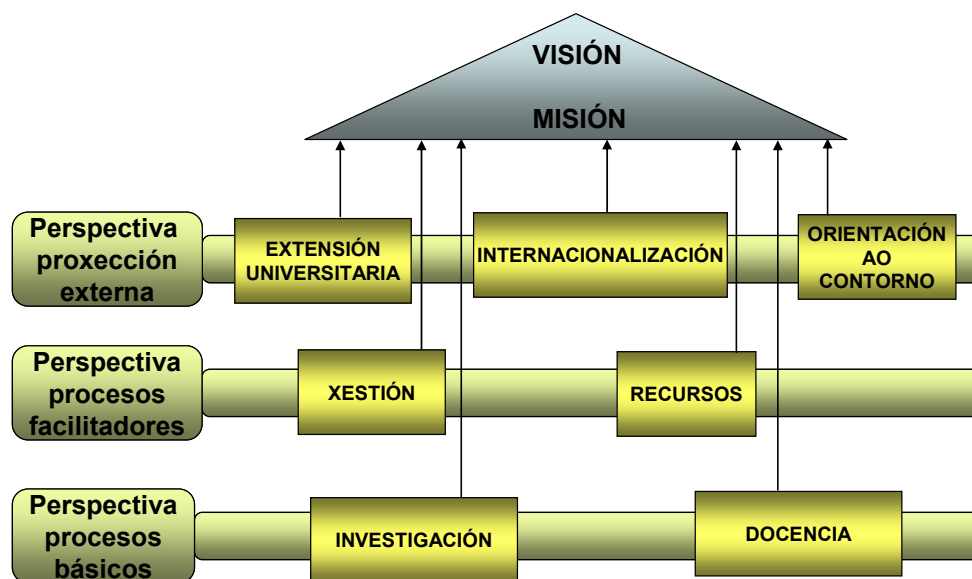 VISIÓN
MISIÓN
Perspectiva
proxección
externa
EXTENSIÓN
UNIVERSITARIA
INTERNACIONALIZACIÓN
ORIENTACIÓN
AO
CONTORNO
Perspectiva
procesos
facilitadores
XESTIÓN
RECURSOS
Perspectiva
procesos
básicos
INVESTIGACIÓN
DOCENCIA